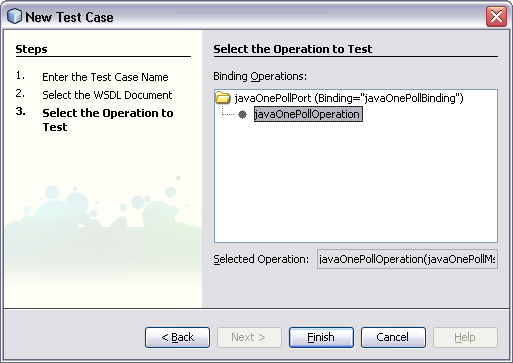 New Test Case
Steps
1. Enter the Test Case Name
2. Select the WSDL Document
3. Select the Operation to
Test
Select the Operation to Test
Binding Operations:
javaOnePollPort (Binding="javaOnePollBinding")
javaOnePollOperation
Selected Operation: javaOnePollOperation(javaOnePollMs
< Back Next > Finish Cancel Help